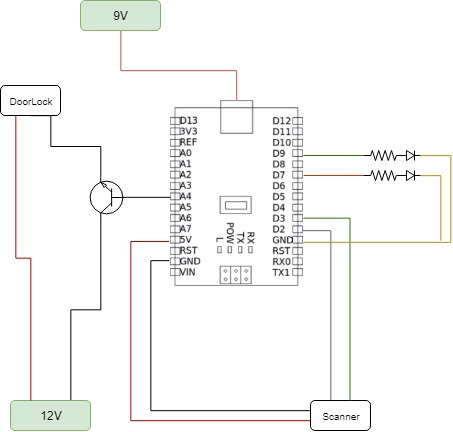 9V
DoorLock
D13 D12
3V3 D11
REF D10
A0 D9
A1 D8
A2 D7
A3 D6
A4 D5
A5 D4
A6 D3
A7 D2
5V GND
RST RST
GND RX0
VIN TX1
L
POW
TX
RX
12V
Scanner